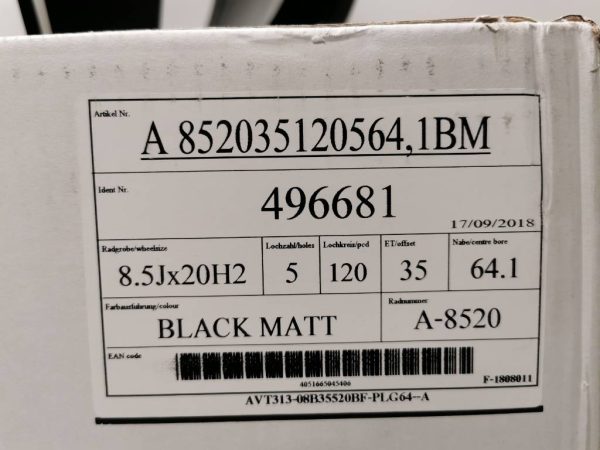 Artikel Nr.
A 852035120564,1BM
Ident Nr.
496681
17/09/2018
Radgrobe/wheelsize Lochzahl/holes Lochkreis/pcd ET/offset Nabe/centre bore
8.5Jx20H2 5 120 35 64.1
Farbausfuhrung/colour Radnummer
BLACK MATT A-8520
EAN code
4051665045406
F-1808011
AVT313-08B35520BF-PLG64--A